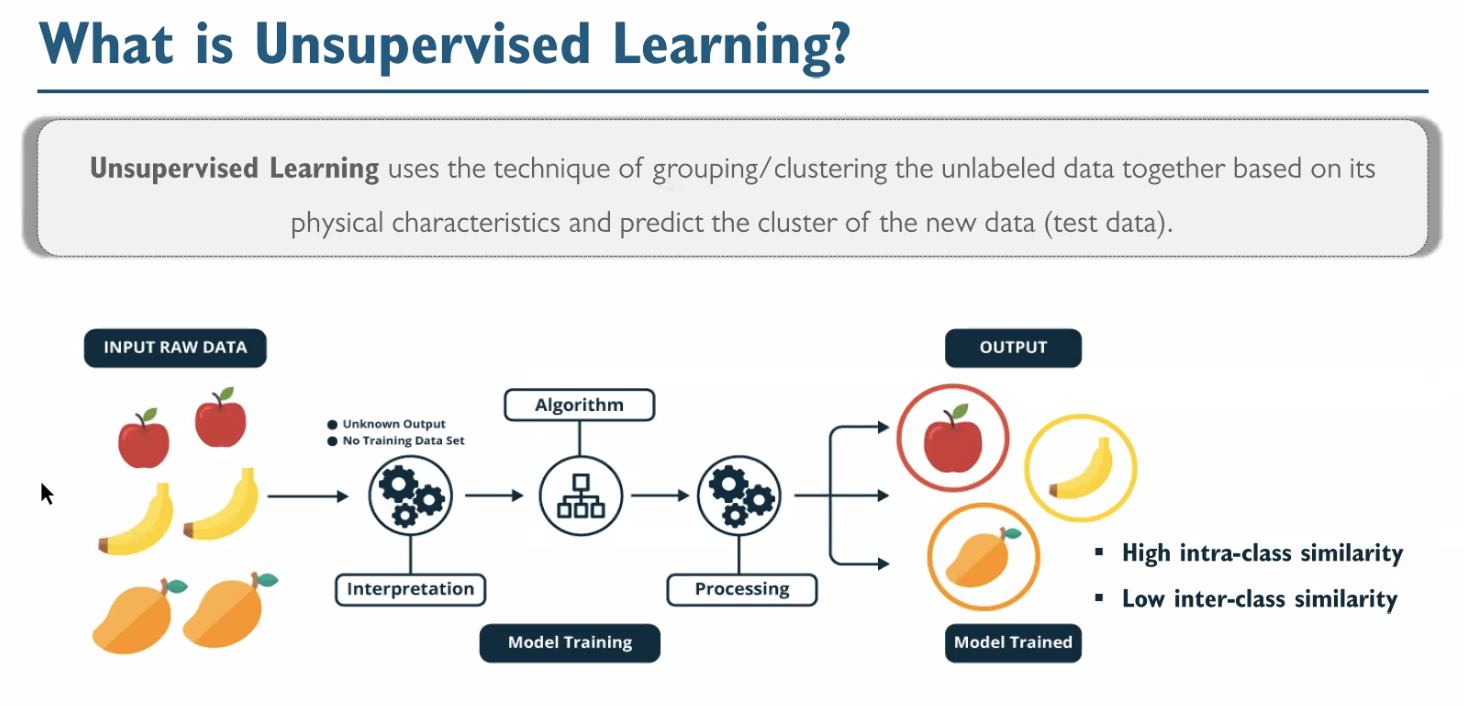 What is Unsupervised Learning?
Unsupervised Learning uses the technique of grouping/clustering the unlabeled data together based on its
physical characteristics and predict the cluster of the new data (test data).
INPUT RAW DATA
● Unknown Output
● No Training Data Set
Interpretation
Algorithm
Processing
Model Training
OUTPUT
▪ High intra-class similarity
▪ Low inter-class similarity
Model Trained